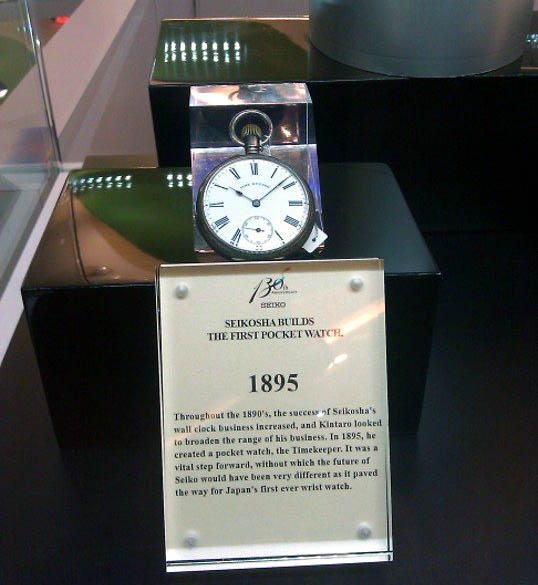 TIME KEEPER
130th
ANNIVERSARY
SEIKO
SEIKOSHA BUILDS
THE FIRST POCKET WATCH.
1895
Throughout the 1890's, the success of Seikosha's
wall clock business increased, and Kintaro looked
to broaden the range of his business. In 1895, he
created a pocket watch, the Timekeeper. It was a
vital step forward, without which the future of
Seiko would have been very different as it paved
the way for Japan's first ever wrist watch.